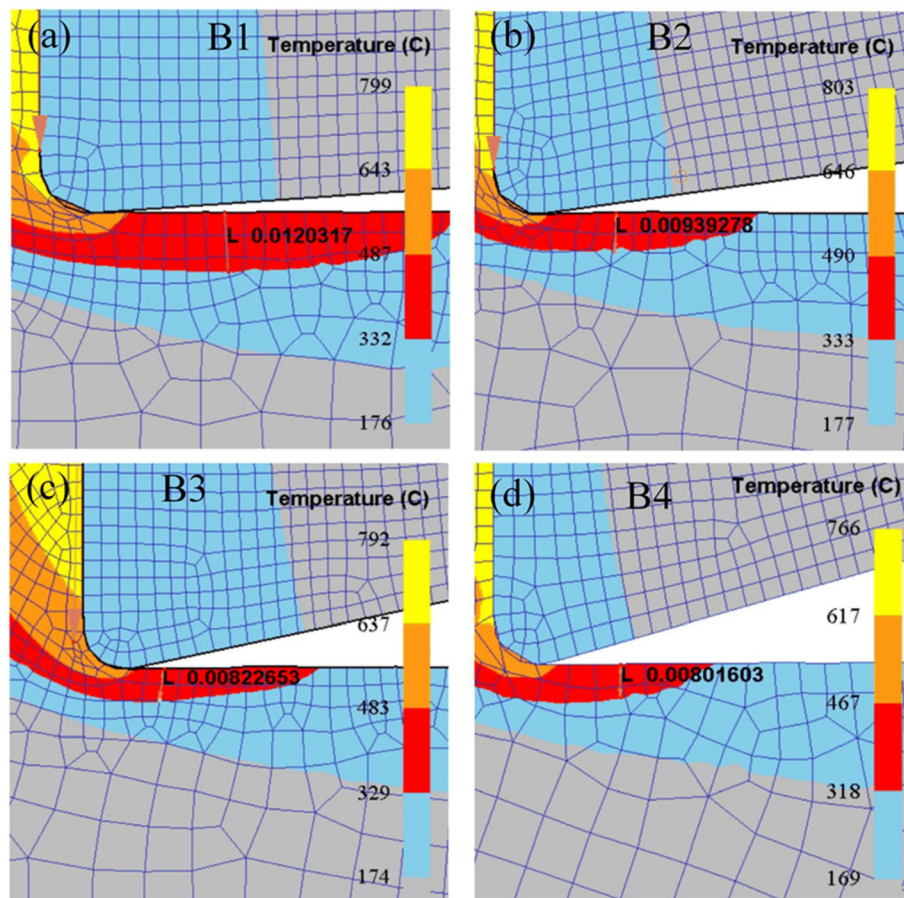 (a) B1 Temperature (C)
799
643
L 0.0120317
487
332
176
(b) B2 Temperature (C)
803
646
L 0.00939278
490
333
177
(c) B3 Temperature (C)
792
637
L 0.00822653
483
329
174
(d) B4 Temperature (C)
766
617
L 0.00801603
467
318
169